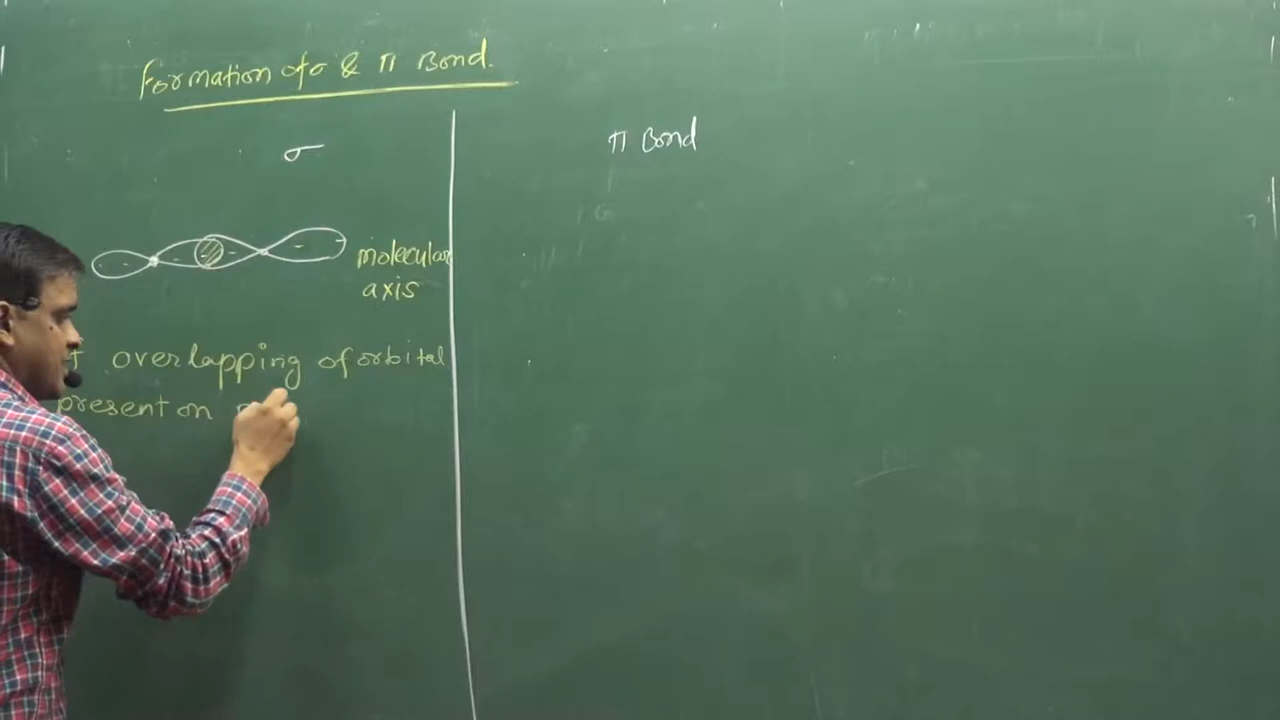 Formation of σ & π Bond.
σ
π Bond
molecular
axis
overlapping of orbital
present on